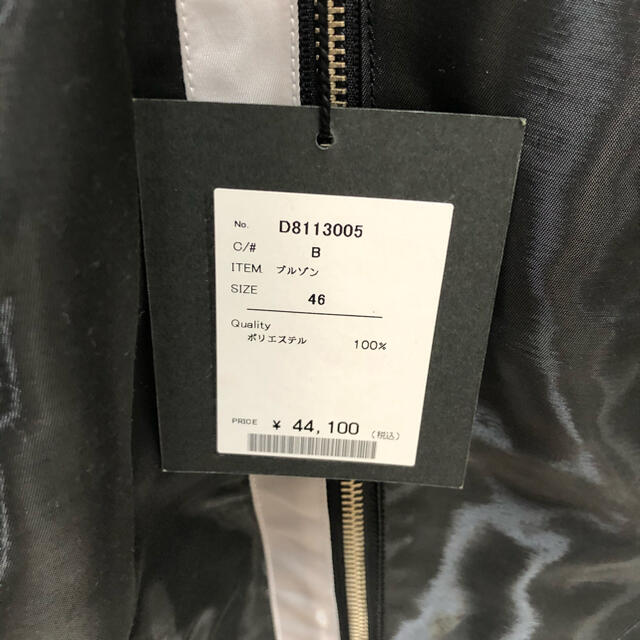 No. D8113005
C/# B
ITEM ブルゾン
SIZE 46
Quality
ポリエステル 100%
PRICE ¥ 44,100 (税込)